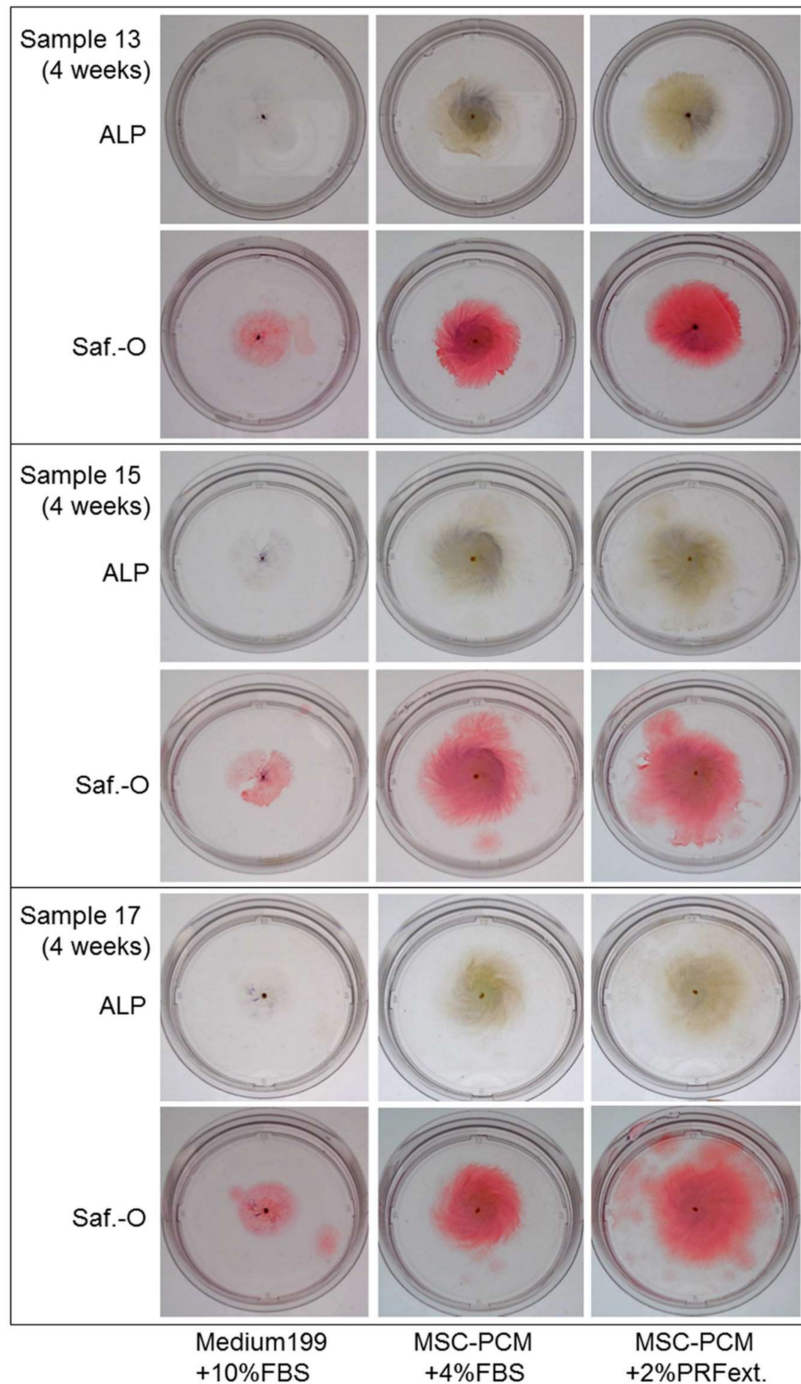 Sample 13
(4 weeks)
ALP
Saf.-O
Sample 15
(4 weeks)
ALP
Saf.-O
Sample 17
(4 weeks)
ALP
Saf.-O
Medium199 MSC-PCM MSC-PCM
+10%FBS +4%FBS +2%PRFext.